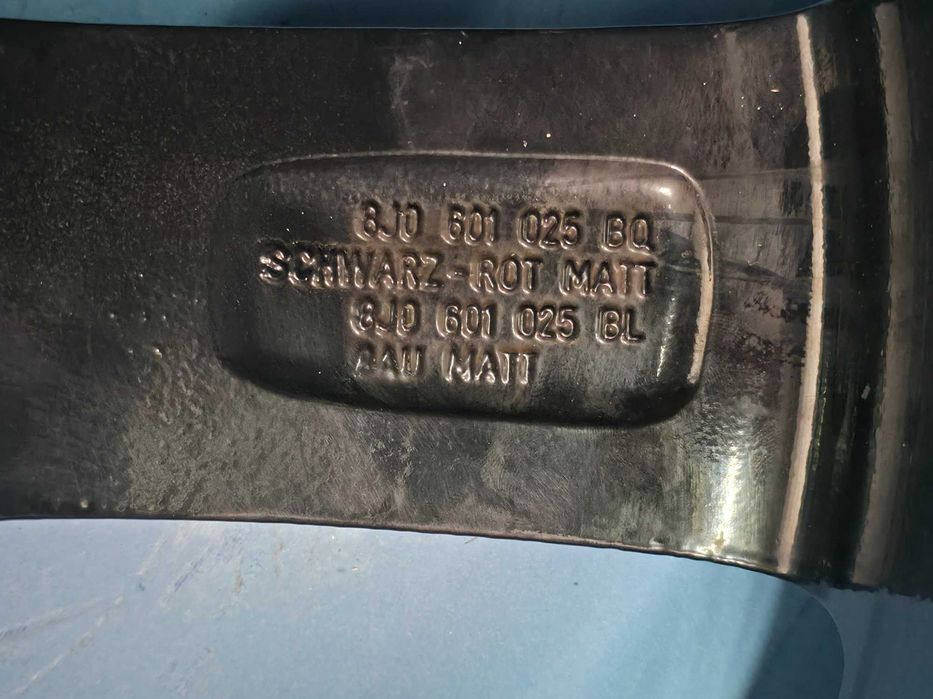 8J0 601 025 BQ
SCHWARZ-ROT MATT
8J0 601 025 BL
MATT